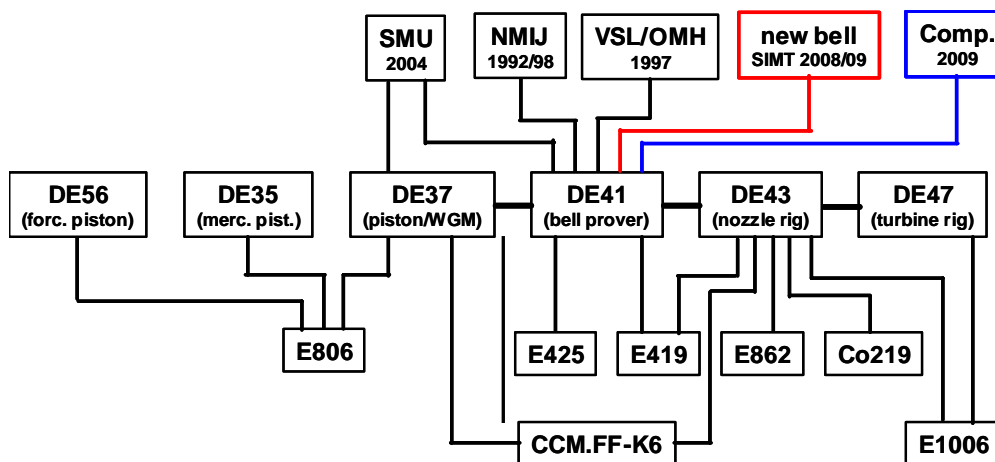 SMU
2004
NMIJ
1992/98
VSL/OMH
1997
new bell
SIMT 2008/09
Comp.
2009
DE56
(forc. piston)
DE35
(merc. pist.)
DE37
(piston/WGM)
DE41
(bell prover)
DE43
(nozzle rig)
DE47
(turbine rig)
E806
E425
E419
E862
Co219
CCM.FF-K6
E1006